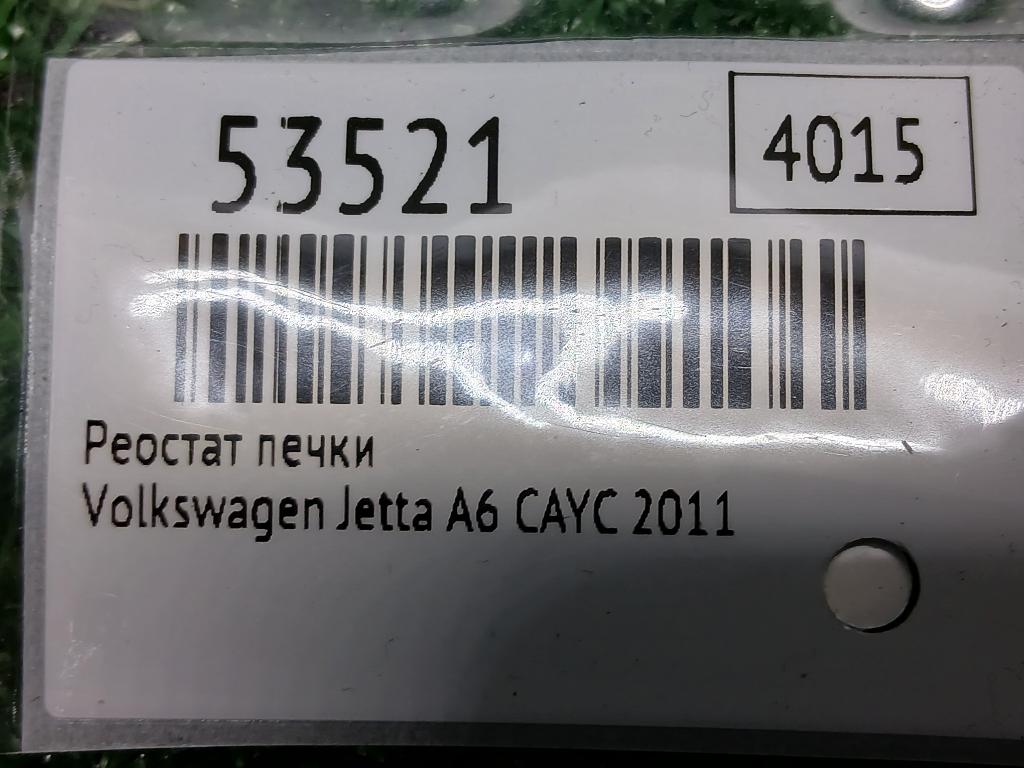 53521
4015
Реостат печки
Volkswagen Jetta A6 CAYC 2011